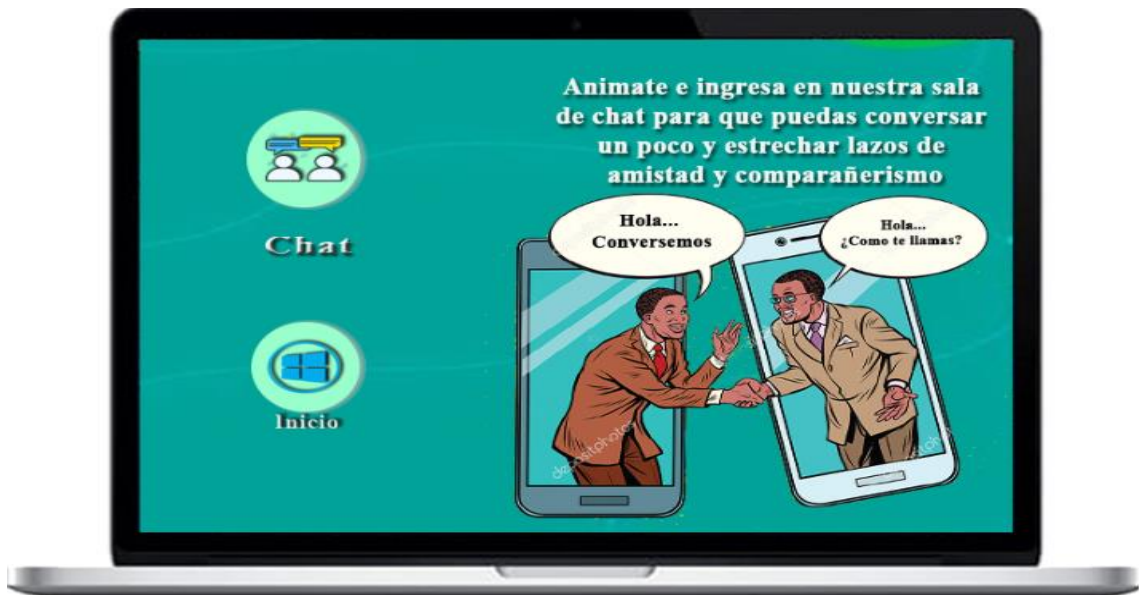 Animate e ingresa en nuestra sala
de chat para que puedas conversar
un poco y estrechar lazos de
amistad y comparañerismo
Chat
Inicio
Hola...
Conversemos
Hola...
¿Como te llamas?
depositphotos